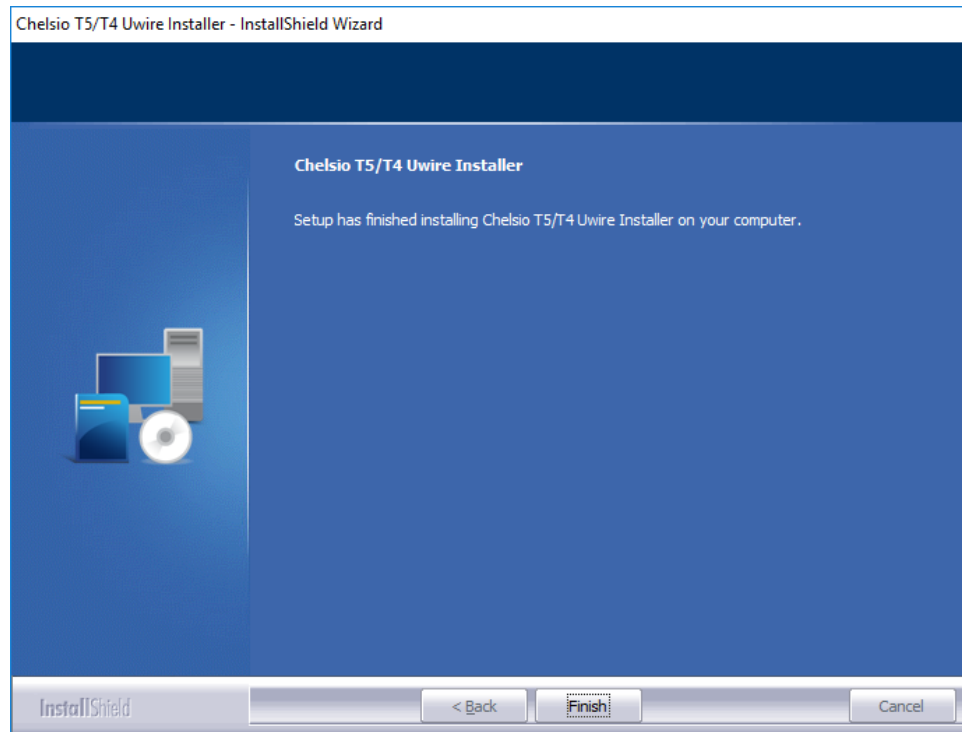 Chelsio T5/T4 Uwire Installer - InstallShield Wizard
Chelsio T5/T4 Uwire Installer
Setup has finished installing Chelsio T5/T4 Uwire Installer on your computer.
InstallShield
< Back Finish Cancel